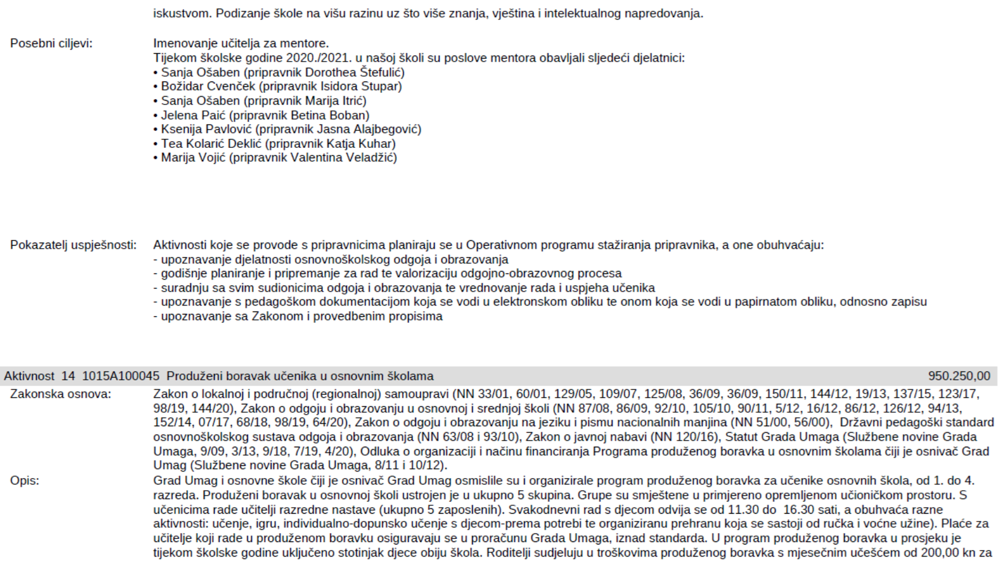 iskustvom. Podizanje škole na višu razinu uz što više znanja, vještina i intelektualnog napredovanja.
Posebni ciljevi: Imenovanje učitelja za mentore.
Tijekom školske godine 2020./2021. u našoj školi su poslove mentora obavljali sljedeći djelatnici:
• Sanja Ošaben (pripravnik Dorothea Štefulić)
• Božidar Cvenček (pripravnik Isidora Stupar)
• Sanja Ošaben (pripravnik Marija Itrić)
• Jelena Paić (pripravnik Betina Boban)
• Ksenija Pavlović (pripravnik Jasna Alajbegović)
• Tea Kolarić Deklić (pripravnik Katja Kuhar)
• Marija Vojić (pripravnik Valentina Veladžić)
Pokazatelj uspješnosti: Aktivnosti koje se provode s pripravnicima planiraju se u Operativnom programu stažiranja pripravnika, a one obuhvaćaju:
- upoznavanje djelatnosti osnovnoškolskog odgoja i obrazovanja
- godišnje planiranje i pripremanje za rad te valorizaciju odgojno-obrazovnog procesa
- suradnju sa svim sudionicima odgoja i obrazovanja te vrednovanje rada i uspjeha učenika
- upoznavanje s pedagoškom dokumentacijom koja se vodi u elektronskom obliku te onom koja se vodi u papirnatom obliku, odnosno zapisu
- upoznavanje sa Zakonom i provedbenim propisima
Aktivnost 14 1015A100045 Produženi boravak učenika u osnovnim školama 950.250,00
Zakonska osnova: Zakon o lokalnoj i područnoj (regionalnoj) samoupravi (NN 33/01, 60/01, 129/05, 109/07, 125/08, 36/09, 36/09, 150/11, 144/12, 19/13, 137/15, 123/17,
98/19, 144/20), Zakon o odgoju i obrazovanju u osnovnoj i srednjoj školi (NN 87/08, 86/09, 92/10, 105/10, 90/11, 5/12, 16/12, 86/12, 126/12, 94/13,
152/14, 07/17, 68/18, 98/19, 64/20), Zakon o odgoju i obrazovanju na jeziku i pismu nacionalnih manjina (NN 51/00, 56/00), Državni pedagoški standard
osnovnoškolskog sustava odgoja i obrazovanja (NN 63/08 i 93/10), Zakon o javnoj nabavi (NN 120/16), Statut Grada Umaga (Službene novine Grada
Umaga, 9/09, 3/13, 9/18, 7/19, 4/20), Odluka o organizaciji i načinu financiranja Programa produženog boravka u osnovnim školama čiji je osnivač Grad
Umag (Službene novine Grada Umaga, 8/11 i 10/12).
Opis: Grad Umag i osnovne škole čiji je osnivač Grad Umag osmislile su i organizirale program produženog boravka za učenike osnovnih škola, od 1. do 4.
razreda. Produženi boravak u osnovnoj školi ustrojen je u ukupno 5 skupina. Grupe su smještene u primjereno opremljenom učioničkom prostoru. S
učenicima rade učitelji razredne nastave (ukupno 5 zaposlenih). Svakodnevni rad s djecom odvija se od 11.30 do 16.30 sati, a obuhvaća razne
aktivnosti: učenje, igru, individualno-dopunsko učenje s djecom-prema potrebi te organiziranu prehranu koja se sastoji od ručka i voćne užine). Plaće za
učitelje koji rade u produženom boravku osiguravaju se u proračunu Grada Umaga, iznad standarda. U program produženog boravka u prosjeku je
tijekom školske godine uključeno stotinjak djece obiju škola. Roditelji sudjeluju u troškovima produženog boravka s mjesečnim učešćem od 200,00 kn za